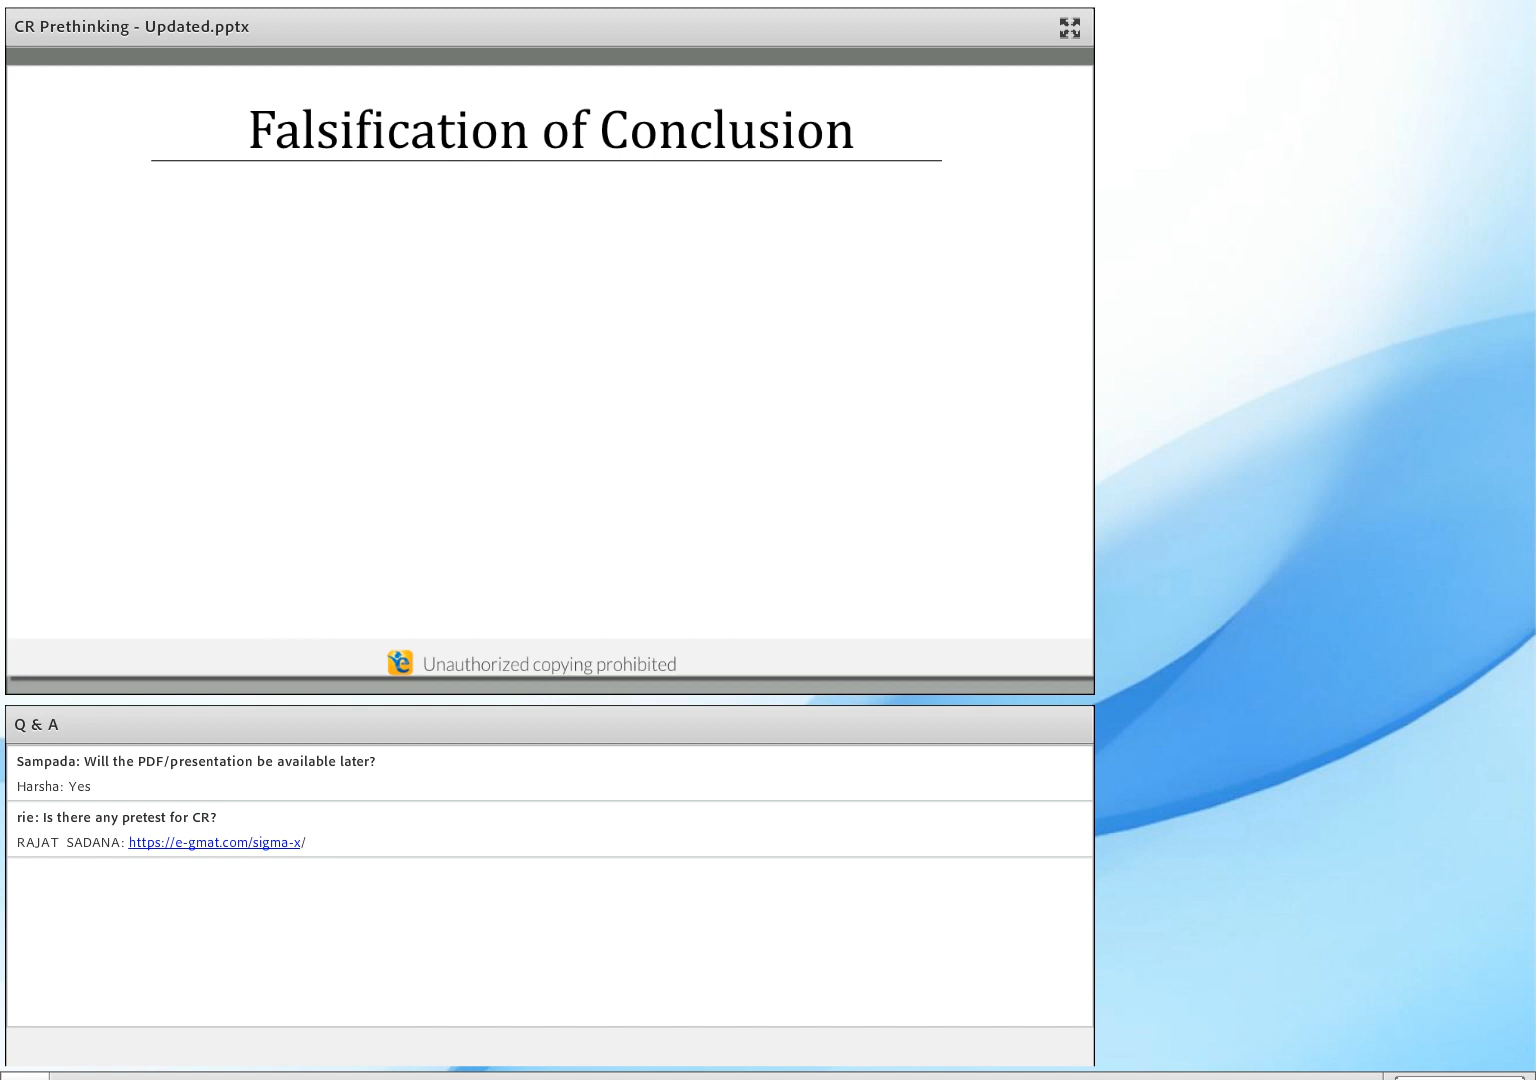 CR Prethinking - Updated.pptx
Falsification of Conclusion
Unauthorized copying prohibited
Q & A
Sampada: Will the PDF/presentation be available later?
Harsha: Yes
rie: Is there any pretest for CR?
RAJAT SADANA: https://e-gmat.com/sigma-x/